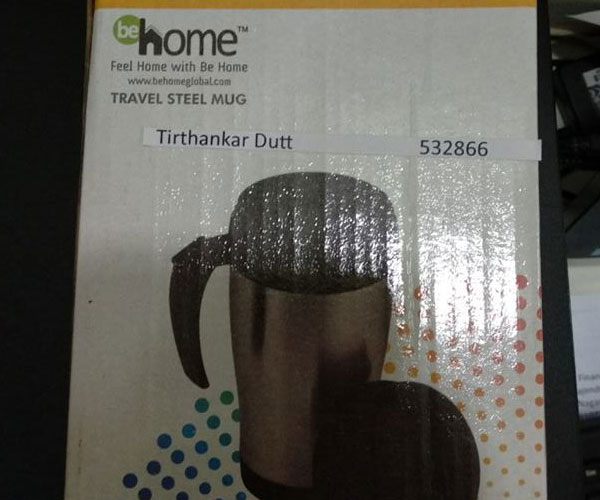 be home™
Feel Home with Be Home
www.behomeglobal.com
TRAVEL STEEL MUG
Tirthankar Dutt 532866